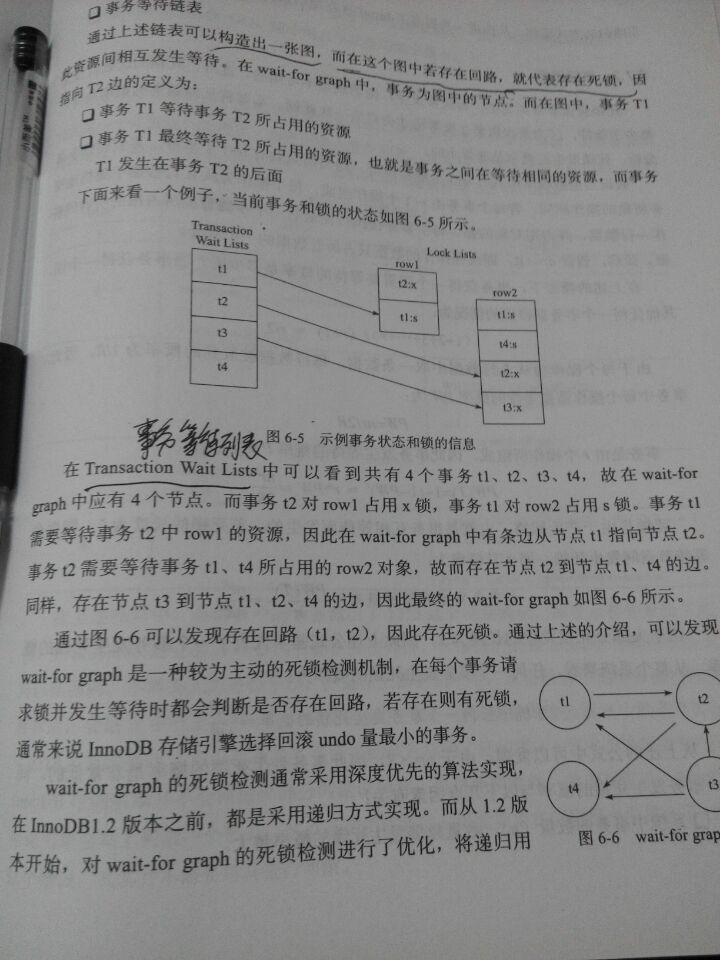 ❑ 事务等待链表
通过上述链表可以构造出一张图，而在这个图中若存在回路，就代表存在死锁，因
此资源间相互发生等待。在 wait-for graph 中，事务为图中的节点。而在图中，事务 T1
指向 T2 边的定义为：
❑ 事务 T1 等待事务 T2 所占用的资源
❑ 事务 T1 最终等待 T2 所占用的资源，也就是事务之间在等待相同的资源，而事务
T1 发生在事务 T2 的后面
下面来看一个例子，当前事务和锁的状态如图 6-5 所示。
Transaction
Wait Lists
Lock Lists
row1
row2
t1
t2
t3
t4
t2:x
t1:s
t1:s
t4:s
t2:x
t3:x
事务等待列表
图 6-5 示例事务状态和锁的信息
在 Transaction Wait Lists 中可以看到共有 4 个事务 t1、t2、t3、t4，故在 wait-for
graph 中应有 4 个节点。而事务 t2 对 row1 占用 x 锁，事务 t1 对 row2 占用 s 锁。事务 t1
需要等待事务 t2 中 row1 的资源，因此在 wait-for graph 中有条边从节点 t1 指向节点 t2。
事务 t2 需要等待事务 t1、t4 所占用的 row2 对象，故而存在节点 t2 到节点 t1、t4 的边。
同样，存在节点 t3 到节点 t1、t2、t4 的边，因此最终的 wait-for graph 如图 6-6 所示。
通过图 6-6 可以发现存在回路（t1，t2），因此存在死锁。通过上述的介绍，可以发现
wait-for graph 是一种较为主动的死锁检测机制，在每个事务请
求锁并发生等待时都会判断是否存在回路，若存在则有死锁，
通常来说 InnoDB 存储引擎选择回滚 undo 量最小的事务。
wait-for graph 的死锁检测通常采用深度优先的算法实现，
在 InnoDB1.2 版本之前，都是采用递归方式实现。而从 1.2 版
本开始，对 wait-for graph 的死锁检测进行了优化，将递归用
t1
t2
t4
t3
图 6-6 wait-for grap